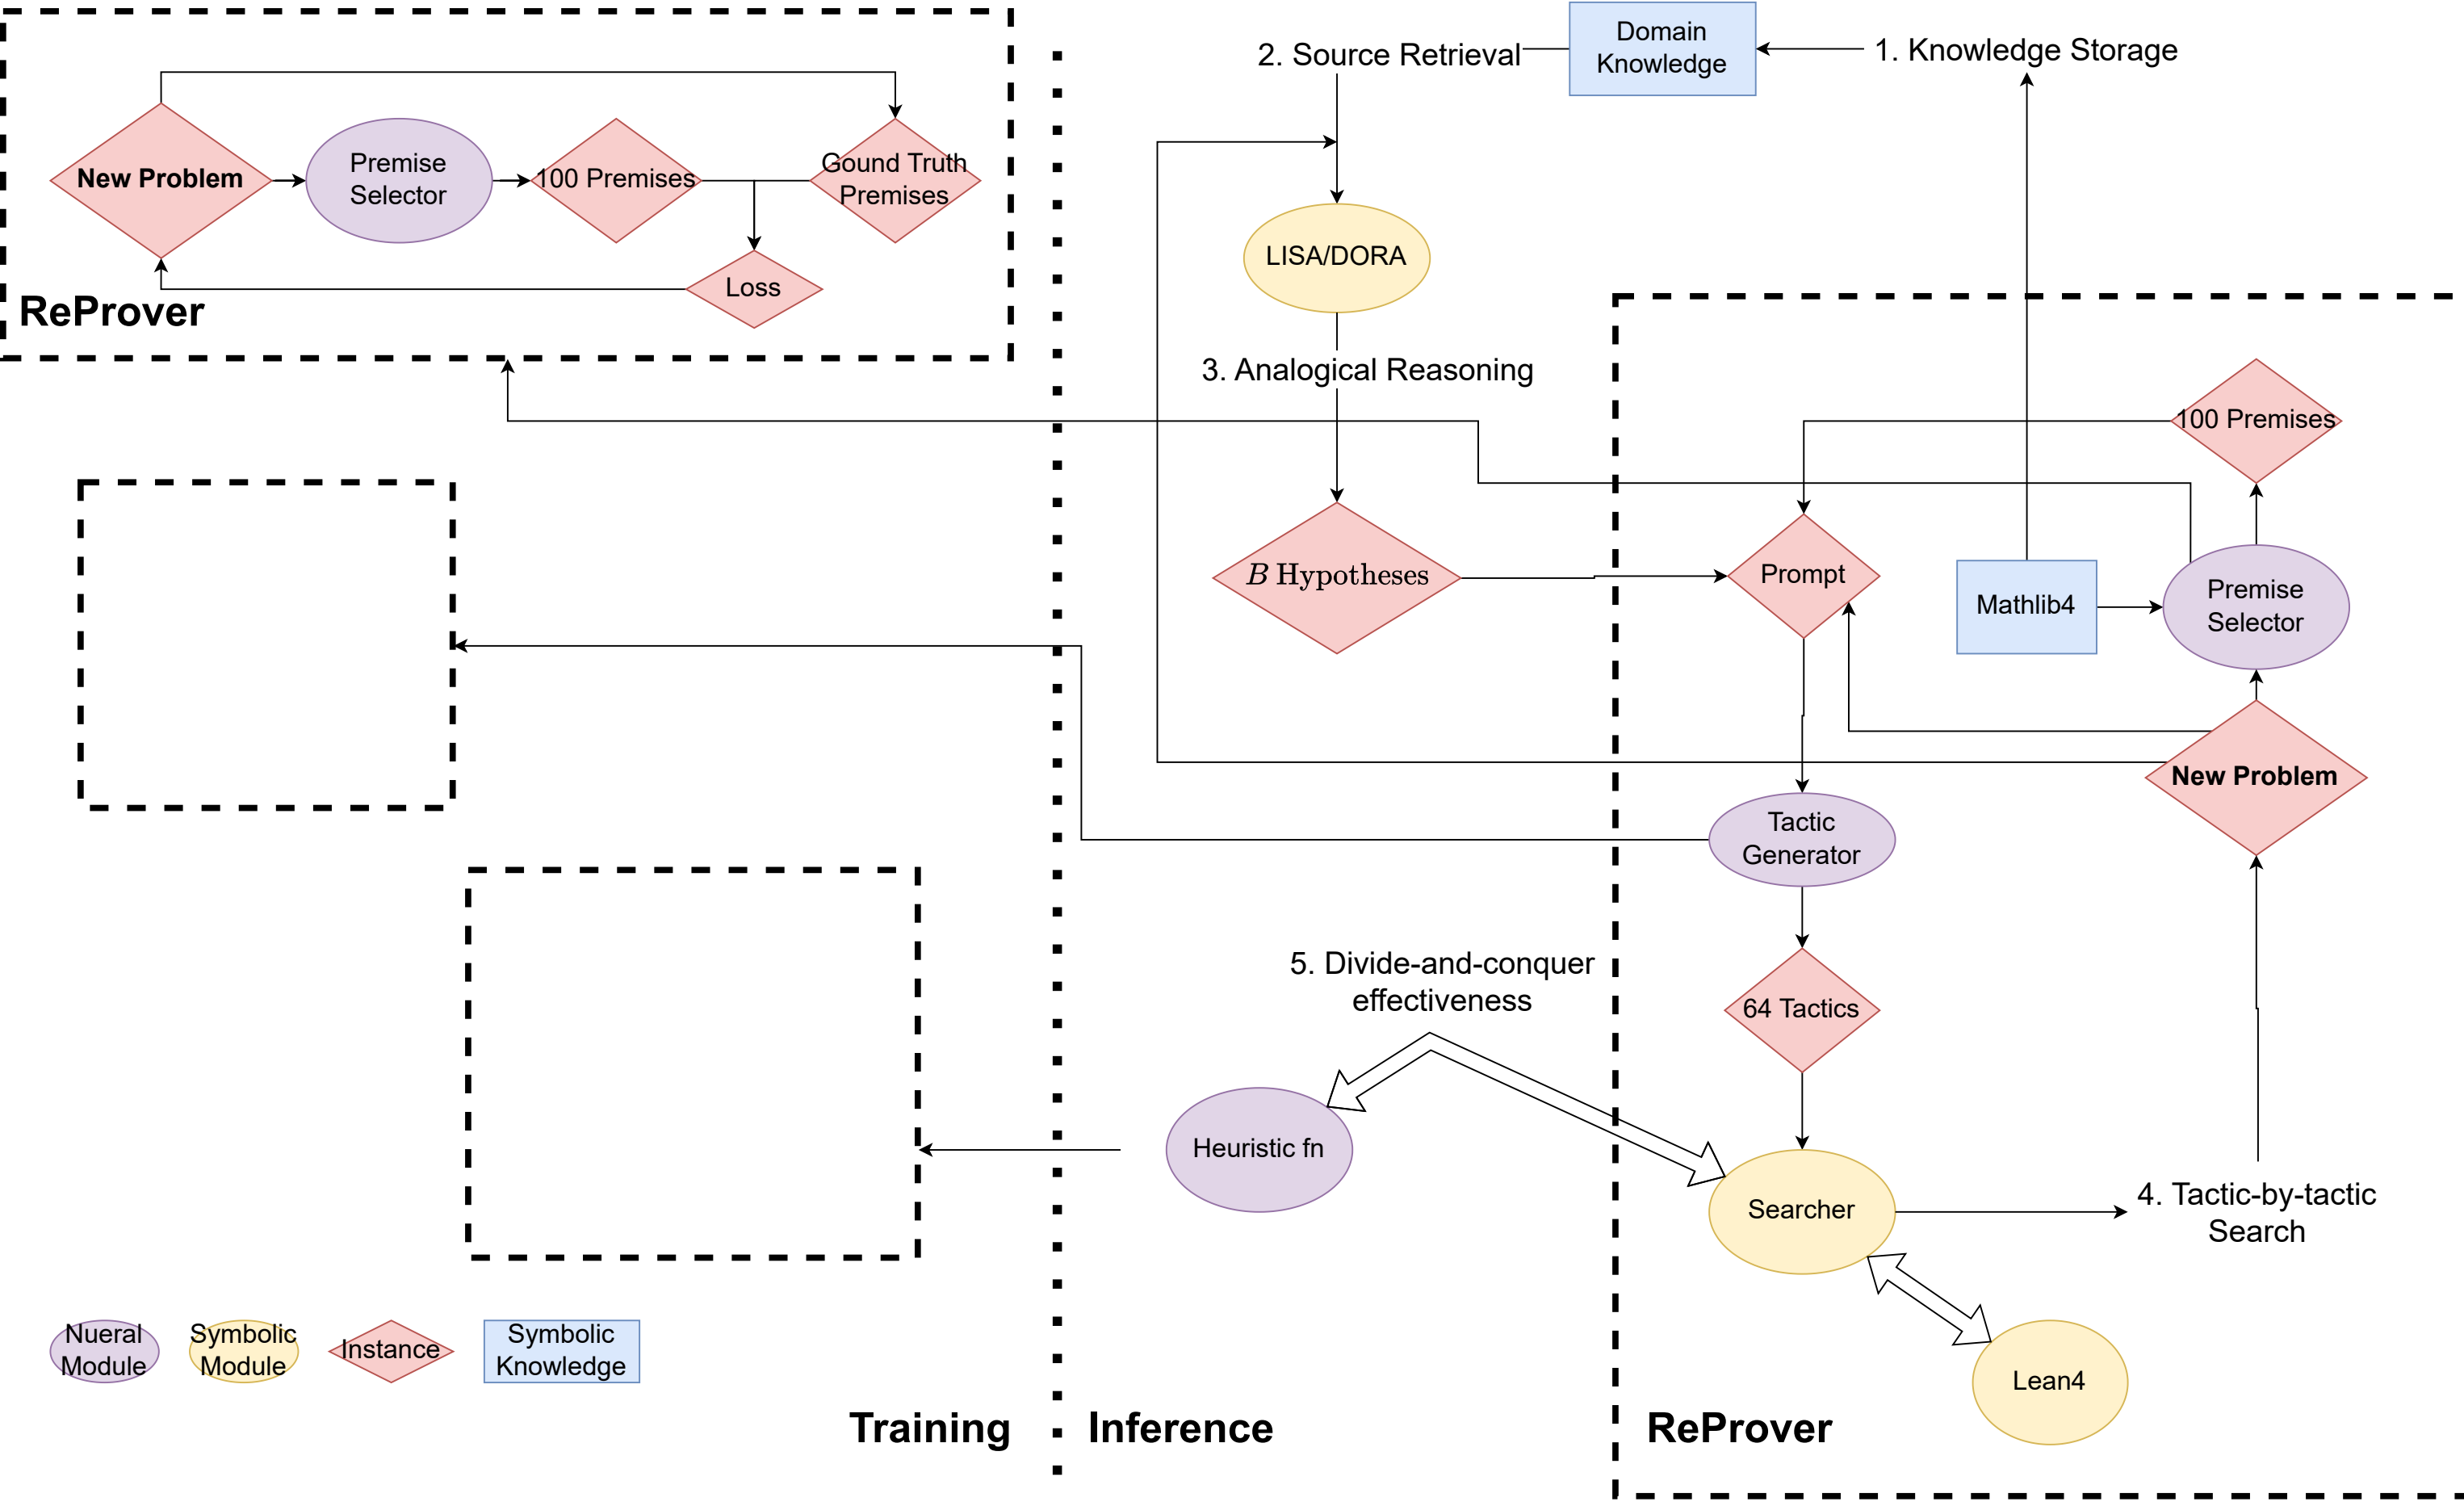 New Problem
Premise
Selector
100 Premises
Gound Truth
Premises
Loss
ReProver
2. Source Retrieval
Domain
Knowledge
1. Knowledge Storage
LISA/DORA
3. Analogical Reasoning
B Hypotheses
100 Premises
Prompt
Mathlib4
Premise
Selector
New Problem
Tactic
Generator
64 Tactics
5. Divide-and-conquer
effectiveness
Heuristic fn
Searcher
4. Tactic-by-tactic
Search
Lean4
ReProver
Nueral
Module
Symbolic
Module
Instance
Symbolic
Knowledge
Training
Inference